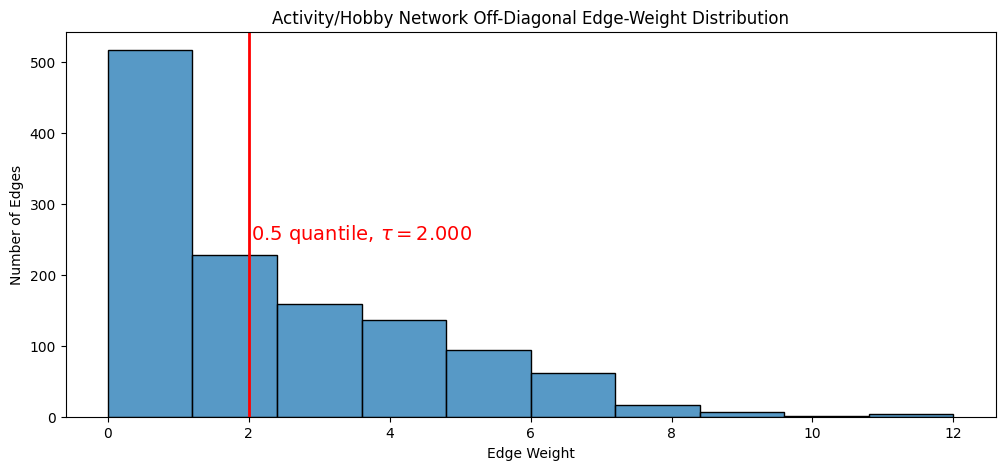 Activity/Hobby Network Off-Diagonal Edge-Weight Distribution
500
400
300
200
100
0
Number of Edges
0.5 quantile, τ = 2.000
0 2 4 6 8 10 12
Edge Weight